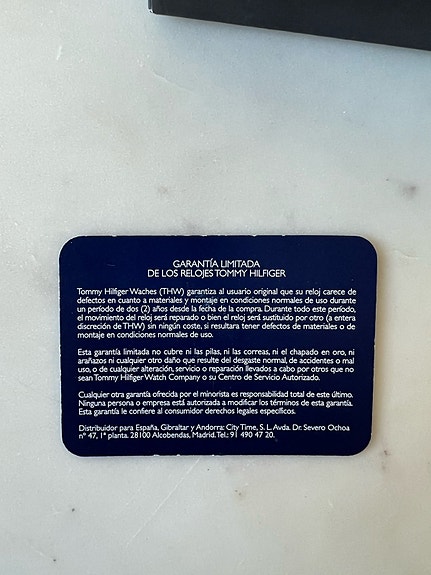 GARANTÍA LIMITADA
DE LOS RELOJES TOMMY HILFIGER
Tommy Hilfiger Waches (THW) garantiza al usuario original que su reloj carece de
defectos en cuanto a materiales y montaje en condiciones normales de uso durante
un período de dos (2) años desde la fecha de la compra. Durante todo este período,
el movimiento del reloj será reparado o bien el reloj será sustituido por otro (a entera
discreción de THW) sin ningún coste, si resultara tener defectos de materiales o de
montaje en condiciones normales de uso.
Esta garantía limitada no cubre ni las pilas, ni las correas, ni el chapado en oro, ni
arañazos ni cualquier otro daño que resulte del desgaste normal, de accidentes o mal
uso, o de cualquier alteración, servicio o reparación llevados a cabo por otros que no
sean Tommy Hilfiger Watch Company o su Centro de Servicio Autorizado.
Cualquier otra garantía ofrecida por el minorista es responsabilidad total de este último.
Ninguna persona o empresa está autorizada a modificar los términos de esta garantía.
Esta garantía le confiere al consumidor derechos legales específicos.
Distribuidor para España, Gibraltar y Andorra: City Time, S. L. Avda. Dr. Severo Ochoa
nº 47, 1ª planta. 28100 Alcobendas, Madrid. Tel.: 91 490 47 20.